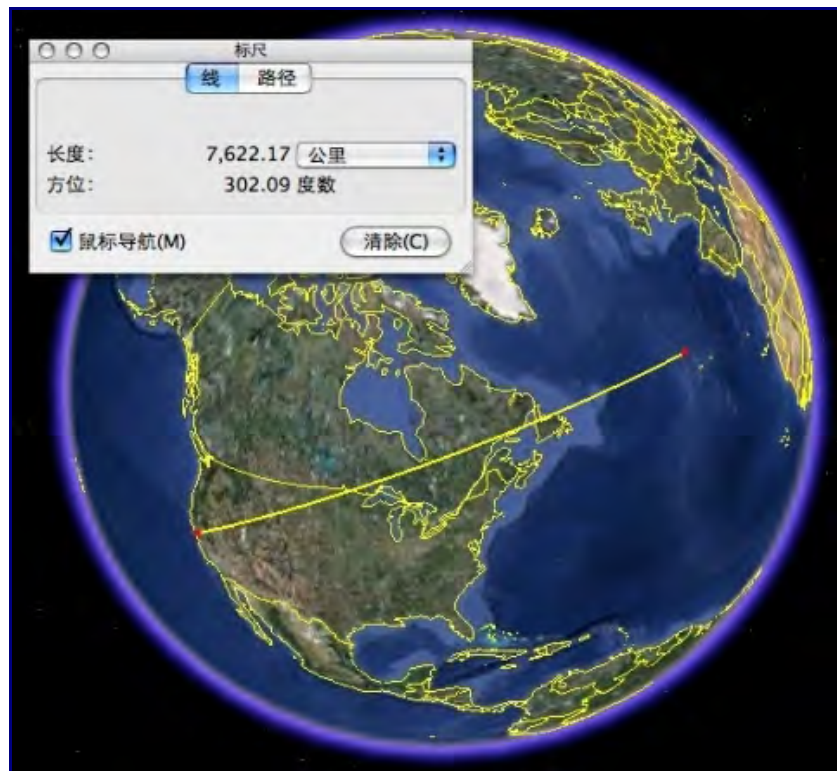 标尺
线 路径
长度: 7,622.17 公里
方位: 302.09 度数
鼠标导航(M) 清除(C)